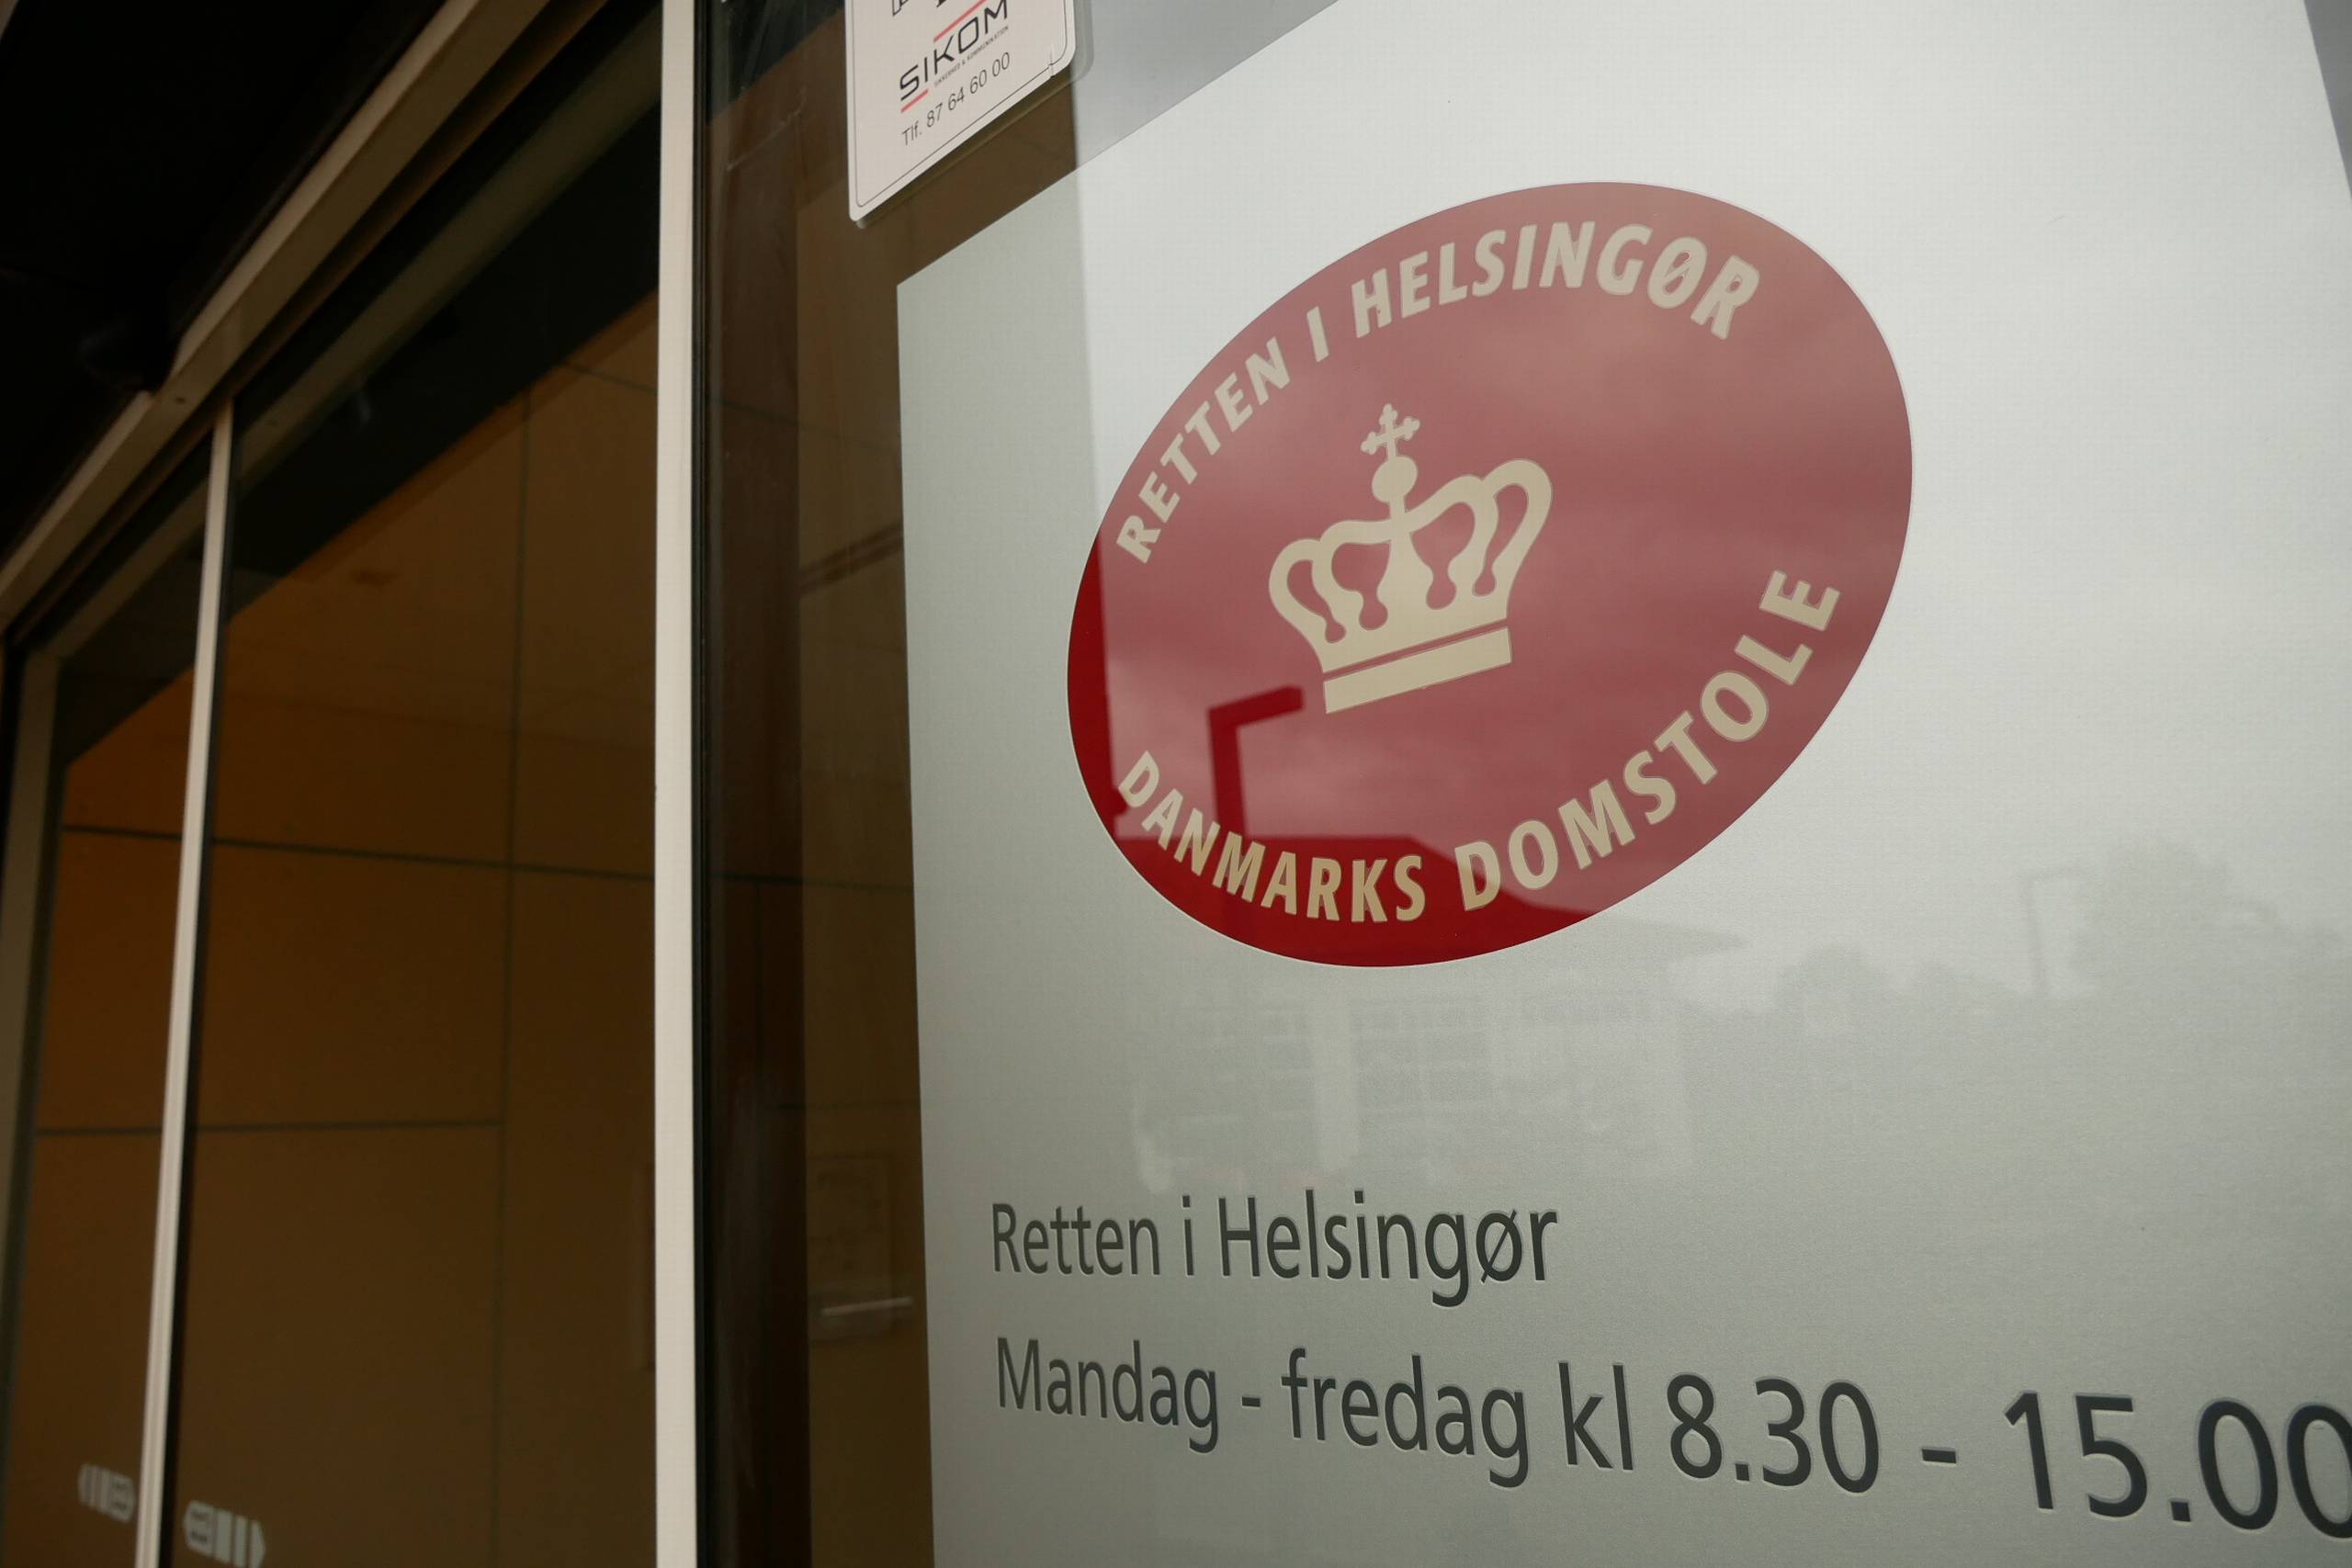 SIKOM
Tlf. 87 64 60 00
RETTEN I HELSINGØR
DANMARKS DOMSTOLE
Retten i Helsingør
Mandag - fredag kl 8.30 - 15.00